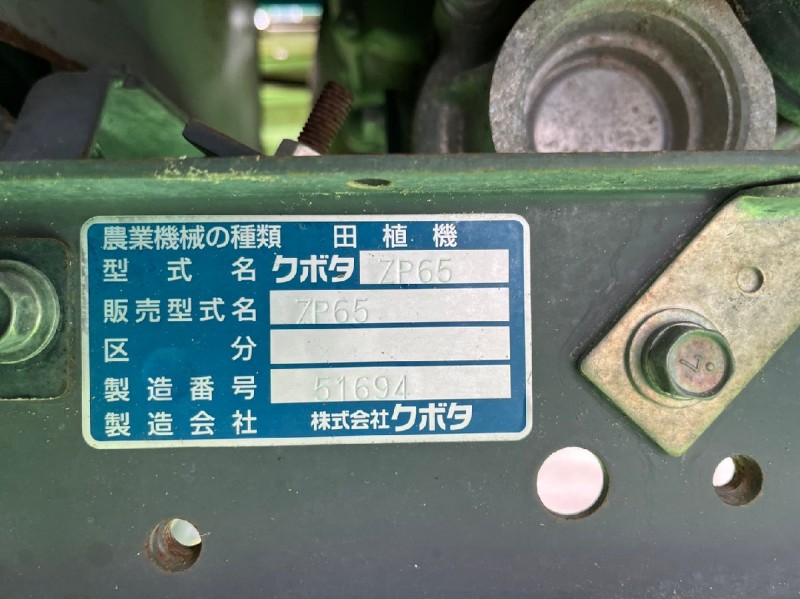 農業機械の種類 田植機
型式名 クボタ ZP65
販売型式名 ZP65
区分
製造番号 51694
製造会社 株式会社クボタ